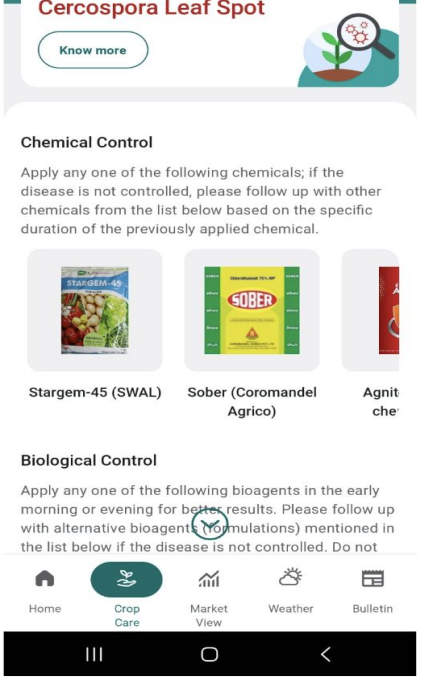 Cercospora Leaf Spot
Know more
Chemical Control
Apply any one of the following chemicals; if the
disease is not controlled, please follow up with other
chemicals from the list below based on the specific
duration of the previously applied chemical.
STARGEM-45
SOBER
Stargem-45 (SWAL)
Sober (Coromandel
Agrico)
Agnit
che
Biological Control
Apply any one of the following bioagents in the early
morning or evening for better results. Please follow up
with alternative bioagents (formulations) mentioned in
the list below if the disease is not controlled. Do not
Home
Crop
Care
Market
View
Weather
Bulletin